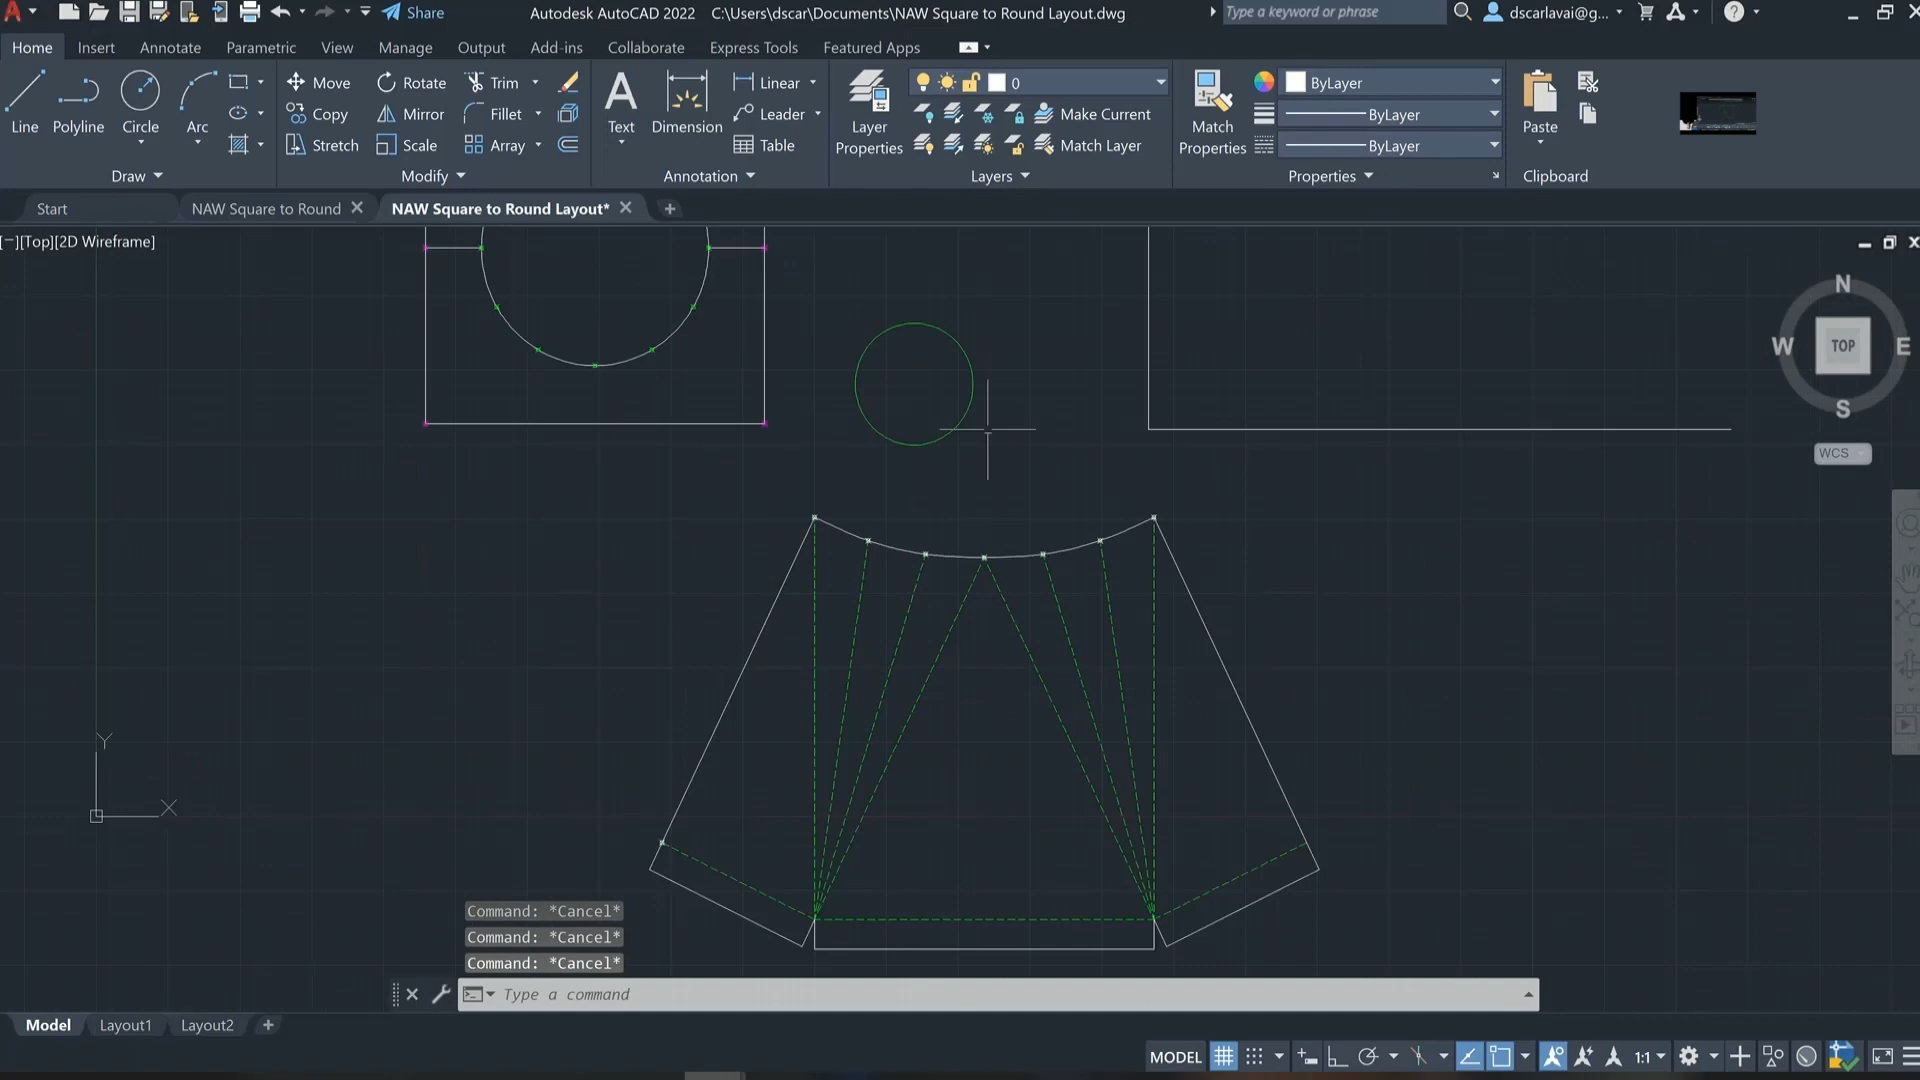 Share
Autodesk AutoCAD 2022 C:\Users\dscar\Documents\NAW Square to Round Layout.dwg
Type a keyword or phrase
dscarlavai@g...
Home Insert Annotate Parametric View Manage Output Add-ins Collaborate Express Tools Featured Apps
Line Polyline Circle Arc
Move Rotate Trim
Copy Mirror Fillet
Stretch Scale Array
Text Dimension
Linear
Leader
Table
Layer Properties
0
Make Current
Match Layer
Match Properties
ByLayer
ByLayer
ByLayer
Paste
Draw Modify Annotation Layers Properties Clipboard
Start NAW Square to Round NAW Square to Round Layout*
[−][Top][2D Wireframe]
N
W TOP E
S
WCS
Y
X
Command: *Cancel*
Command: *Cancel*
Command: *Cancel*
Type a command
Model Layout1 Layout2
MODEL 1:1